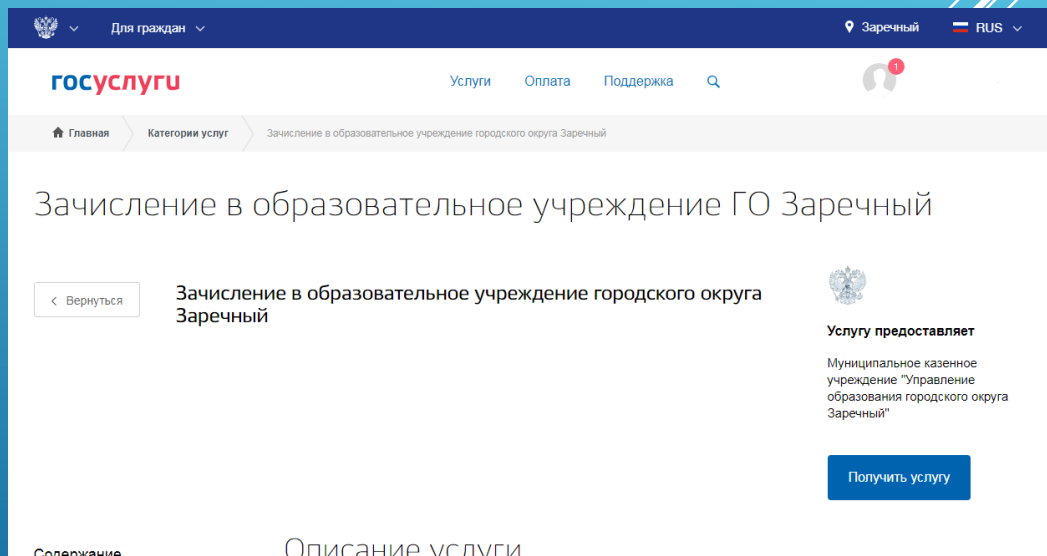 Для граждан
Заречный
RUS
госуслуги
Услуги
Оплата
Поддержка
1
Главная
Категории услуг
Зачисление в образовательное учреждение городского округа Заречный
Зачисление в образовательное учреждение ГО Заречный
Вернуться
Зачисление в образовательное учреждение городского округа
Заречный
Услугу предоставляет
Муниципальное казенное
учреждение "Управление
образования городского округа
Заречный"
Получить услугу
Содержание
Описание услуги